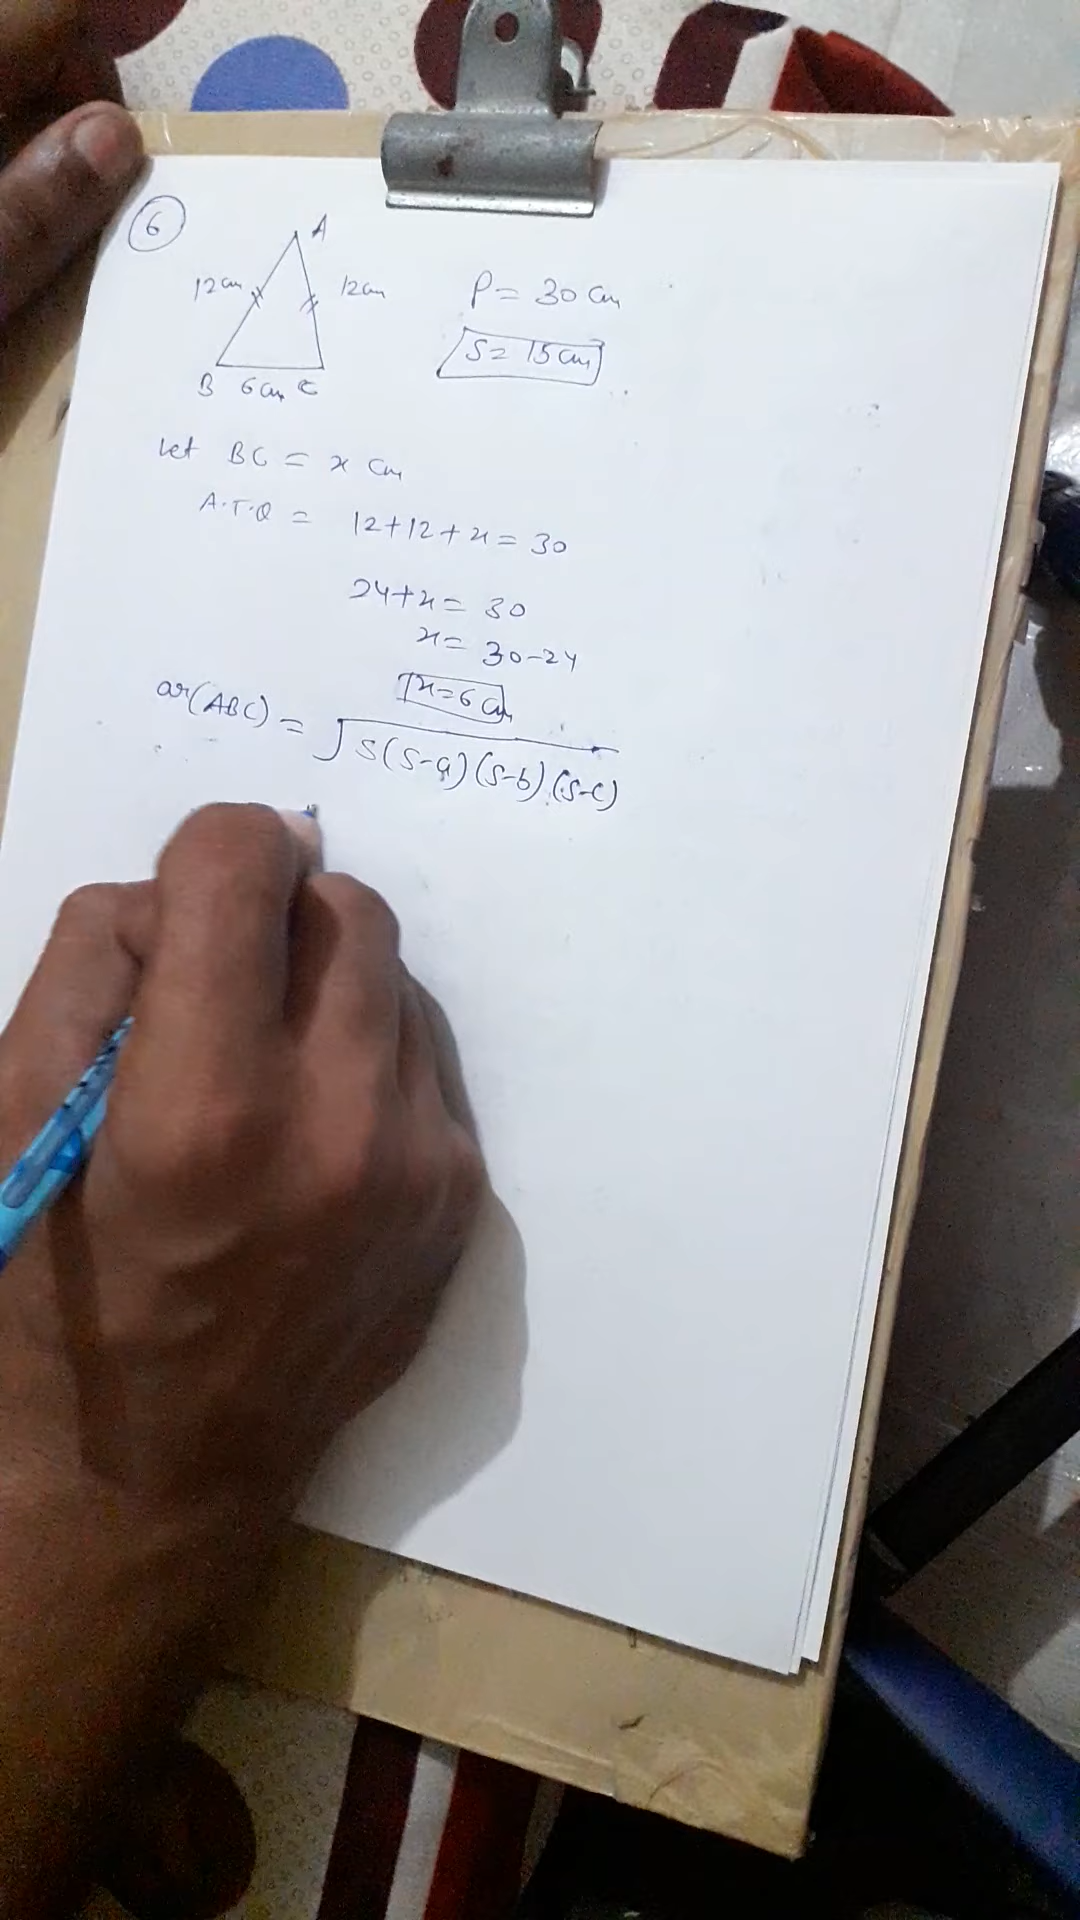 6
A
12cm 12cm
B 6cm C
P = 30 cm
S = 15 cm
Let BC = x cm
A.T.Q = 12+12+x = 30
24+x = 30
x = 30-24
x=6 cm
ar(ABC) = √S(S-a)(S-b)(S-c)